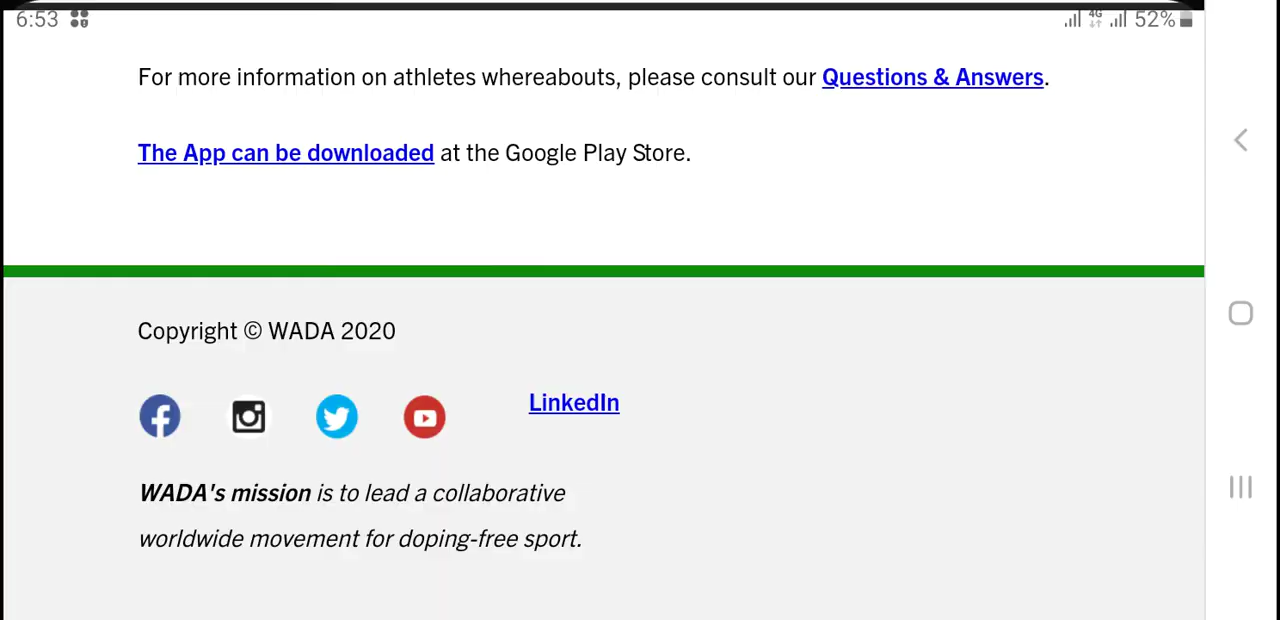 6:53
4G
52%
For more information on athletes whereabouts, please consult our Questions & Answers.
The App can be downloaded at the Google Play Store.
Copyright © WADA 2020
LinkedIn
WADA's mission is to lead a collaborative
worldwide movement for doping-free sport.